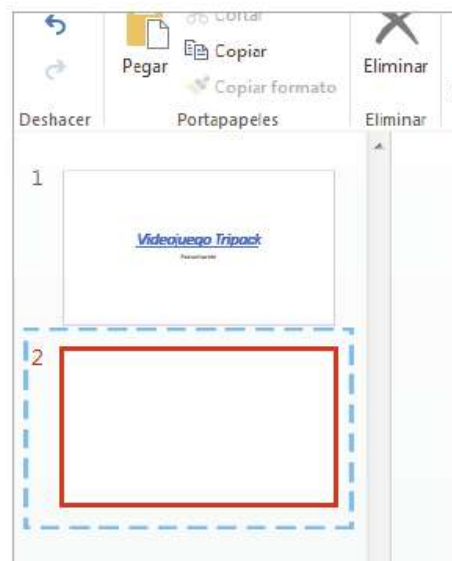 Cortar
Copiar
Pegar
Eliminar
Copiar formato
Deshacer
Portapapeles
Eliminar
1
Videojuego Tripack
2